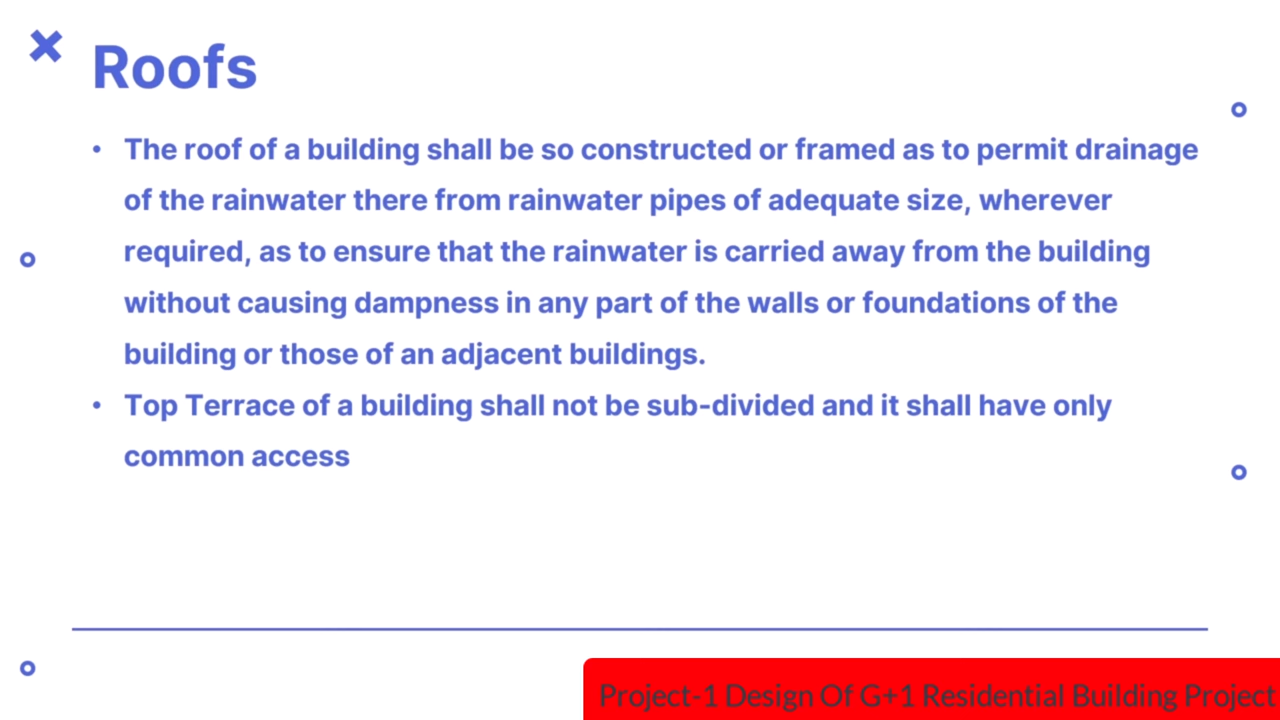 Roofs
• The roof of a building shall be so constructed or framed as to permit drainage
of the rainwater there from rainwater pipes of adequate size, wherever
required, as to ensure that the rainwater is carried away from the building
without causing dampness in any part of the walls or foundations of the
building or those of an adjacent buildings.
• Top Terrace of a building shall not be sub-divided and it shall have only
common access
Project-1 Design Of G+1 Residential Building Project